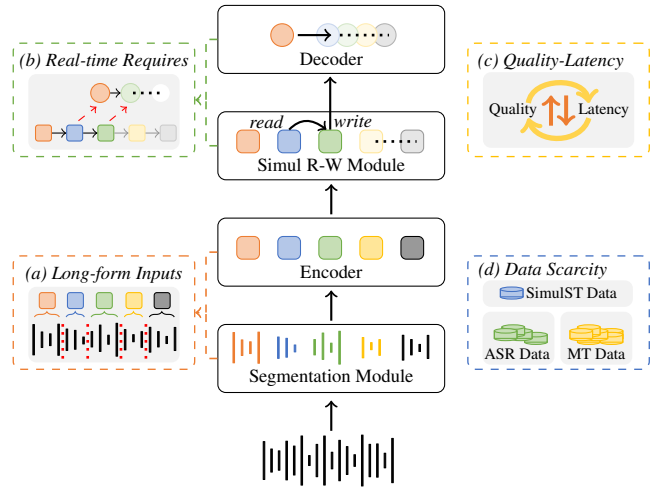 (b) Real-time Requires
Decoder
(c) Quality-Latency
Quality
Latency
read
write
Simul R-W Module
(a) Long-form Inputs
Encoder
(d) Data Scarcity
SimulST Data
ASR Data
MT Data
Segmentation Module